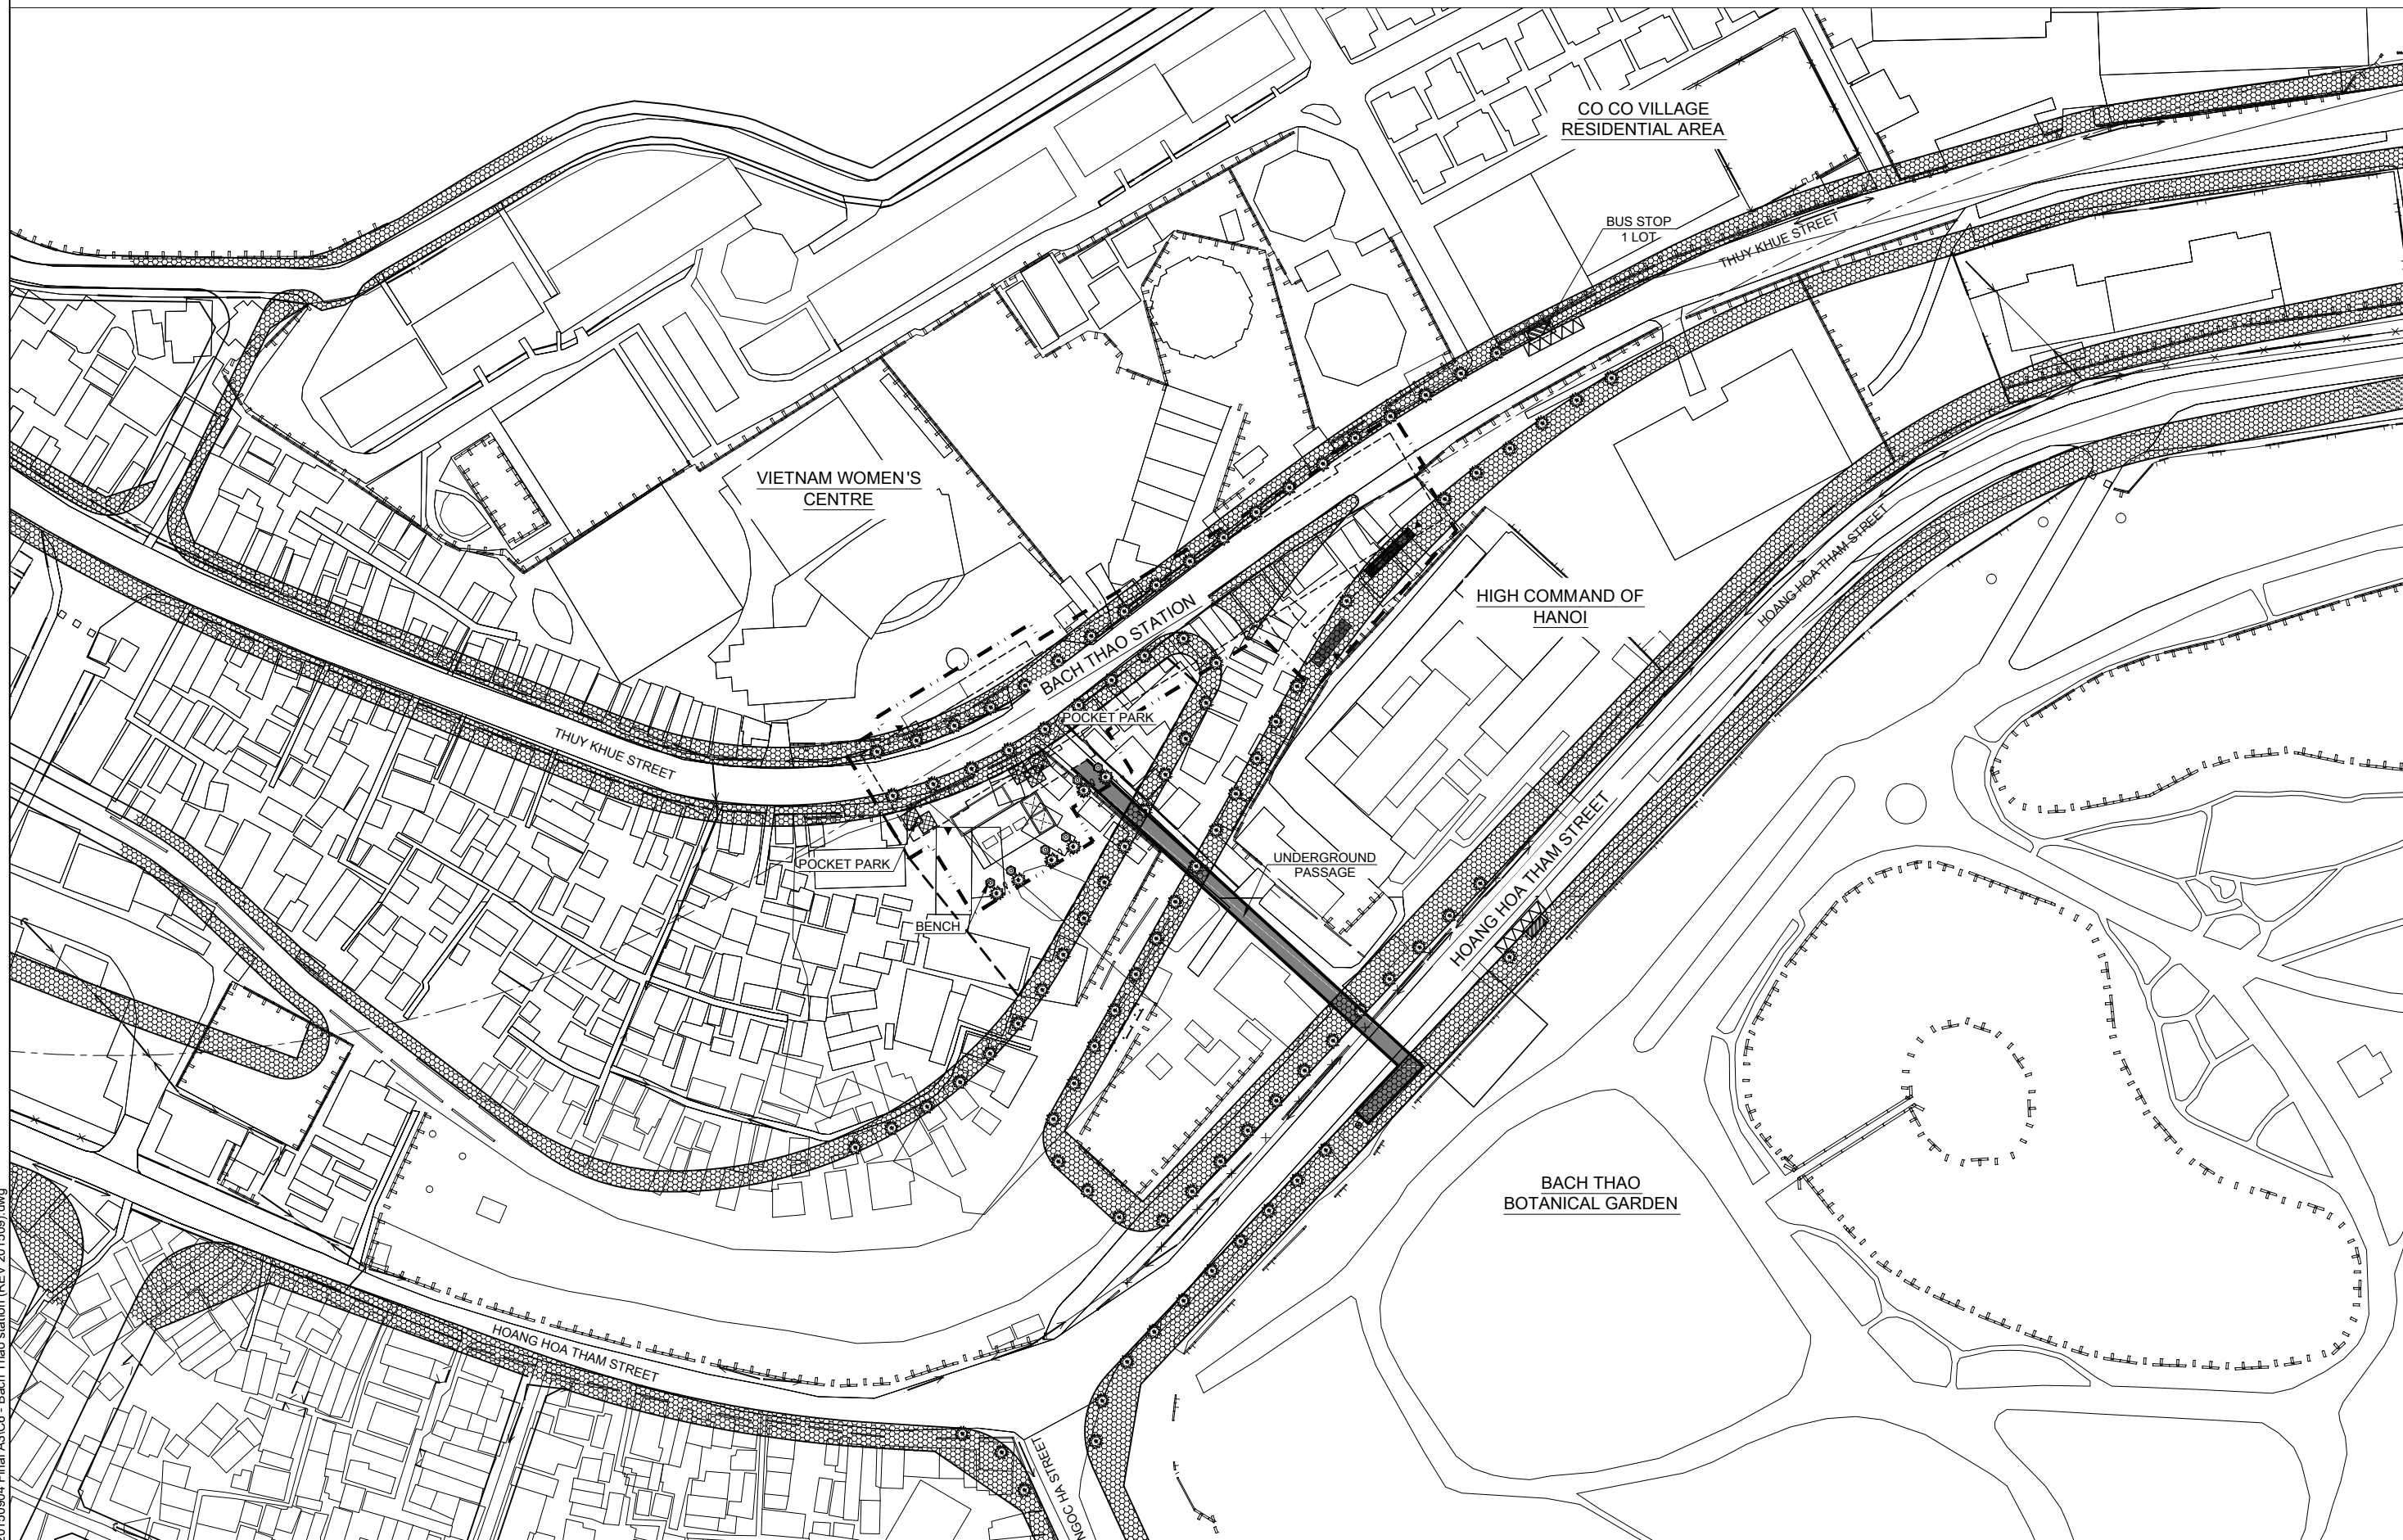 CO CO VILLAGE
RESIDENTIAL AREA
BUS STOP
1 LOT
THUY KHUE STREET
VIETNAM WOMEN'S
CENTRE
HOANG HOA THAM STREET
HIGH COMMAND OF
HANOI
BACH THAO STATION
POCKET PARK
THUY KHUE STREET
HOANG HOA THAM STREET
POCKET PARK
UNDERGROUND
PASSAGE
BENCH
BACH THAO
BOTANICAL GARDEN
HOANG HOA THAM STREET
NGOC HA STREET